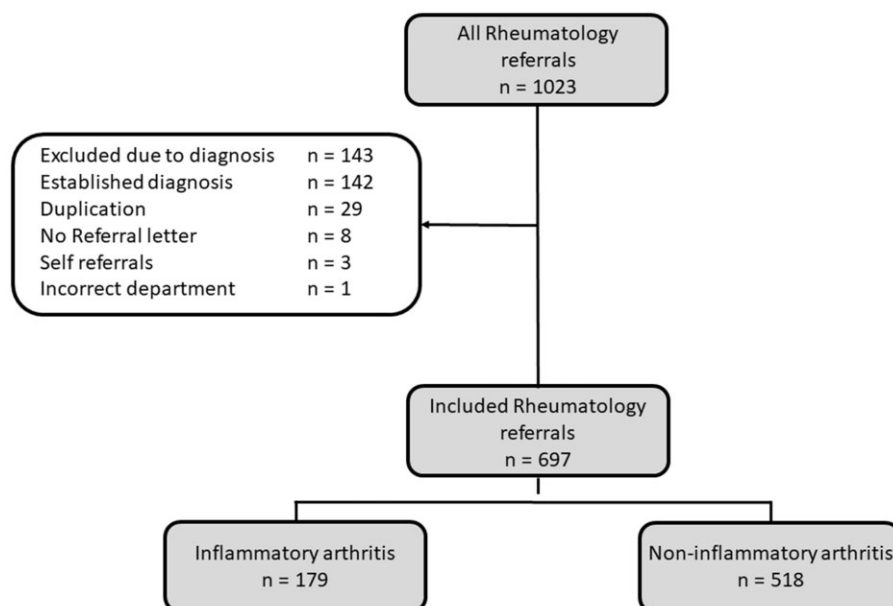 All Rheumatology
referrals
n = 1023
Excluded due to diagnosis n = 143
Established diagnosis n = 142
Duplication n = 29
No Referral letter n = 8
Self referrals n = 3
Incorrect department n = 1
Included Rheumatology
referrals
n = 697
Inflammatory arthritis
n = 179
Non-inflammatory arthritis
n = 518